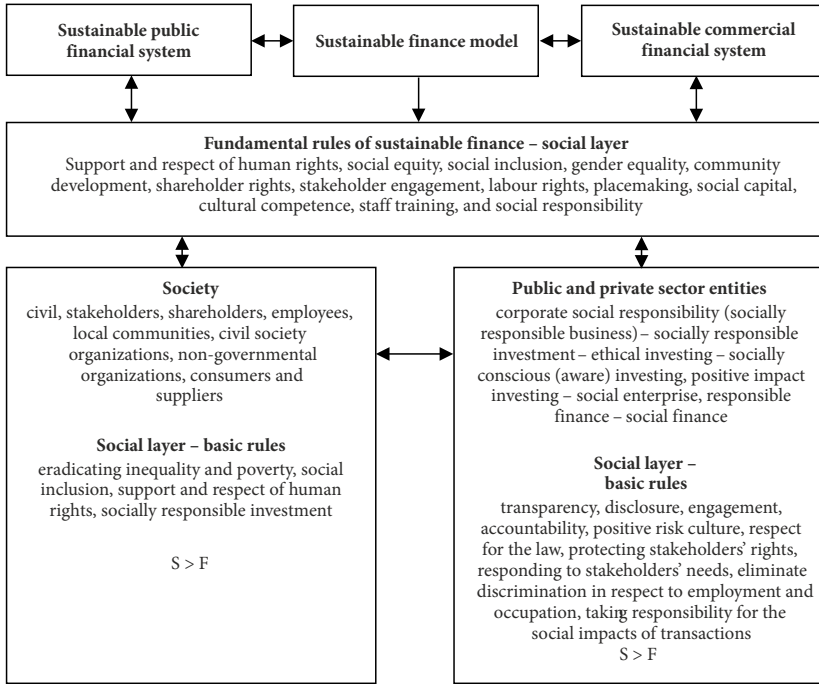 Sustainable public
financial system
Sustainable finance model
Sustainable commercial
financial system
Fundamental rules of sustainable finance – social layer
Support and respect of human rights, social equity, social inclusion, gender equality, community
development, shareholder rights, stakeholder engagement, labour rights, placemaking, social capital,
cultural competence, staff training, and social responsibility
Society
civil, stakeholders, shareholders, employees,
local communities, civil society
organizations, non-governmental
organizations, consumers and
suppliers
Social layer – basic rules
eradicating inequality and poverty, social
inclusion, support and respect of human
rights, socially responsible investment
S > F
Public and private sector entities
corporate social responsibility (socially
responsible business) – socially responsible
investment – ethical investing – socially
conscious (aware) investing, positive impact
investing – social enterprise, responsible
finance – social finance
Social layer –
basic rules
transparency, disclosure, engagement,
accountability, positive risk culture, respect
for the law, protecting stakeholders' rights,
responding to stakeholders' needs, eliminate
discrimination in respect to employment and
occupation, taking responsibility for the
social impacts of transactions
S > F